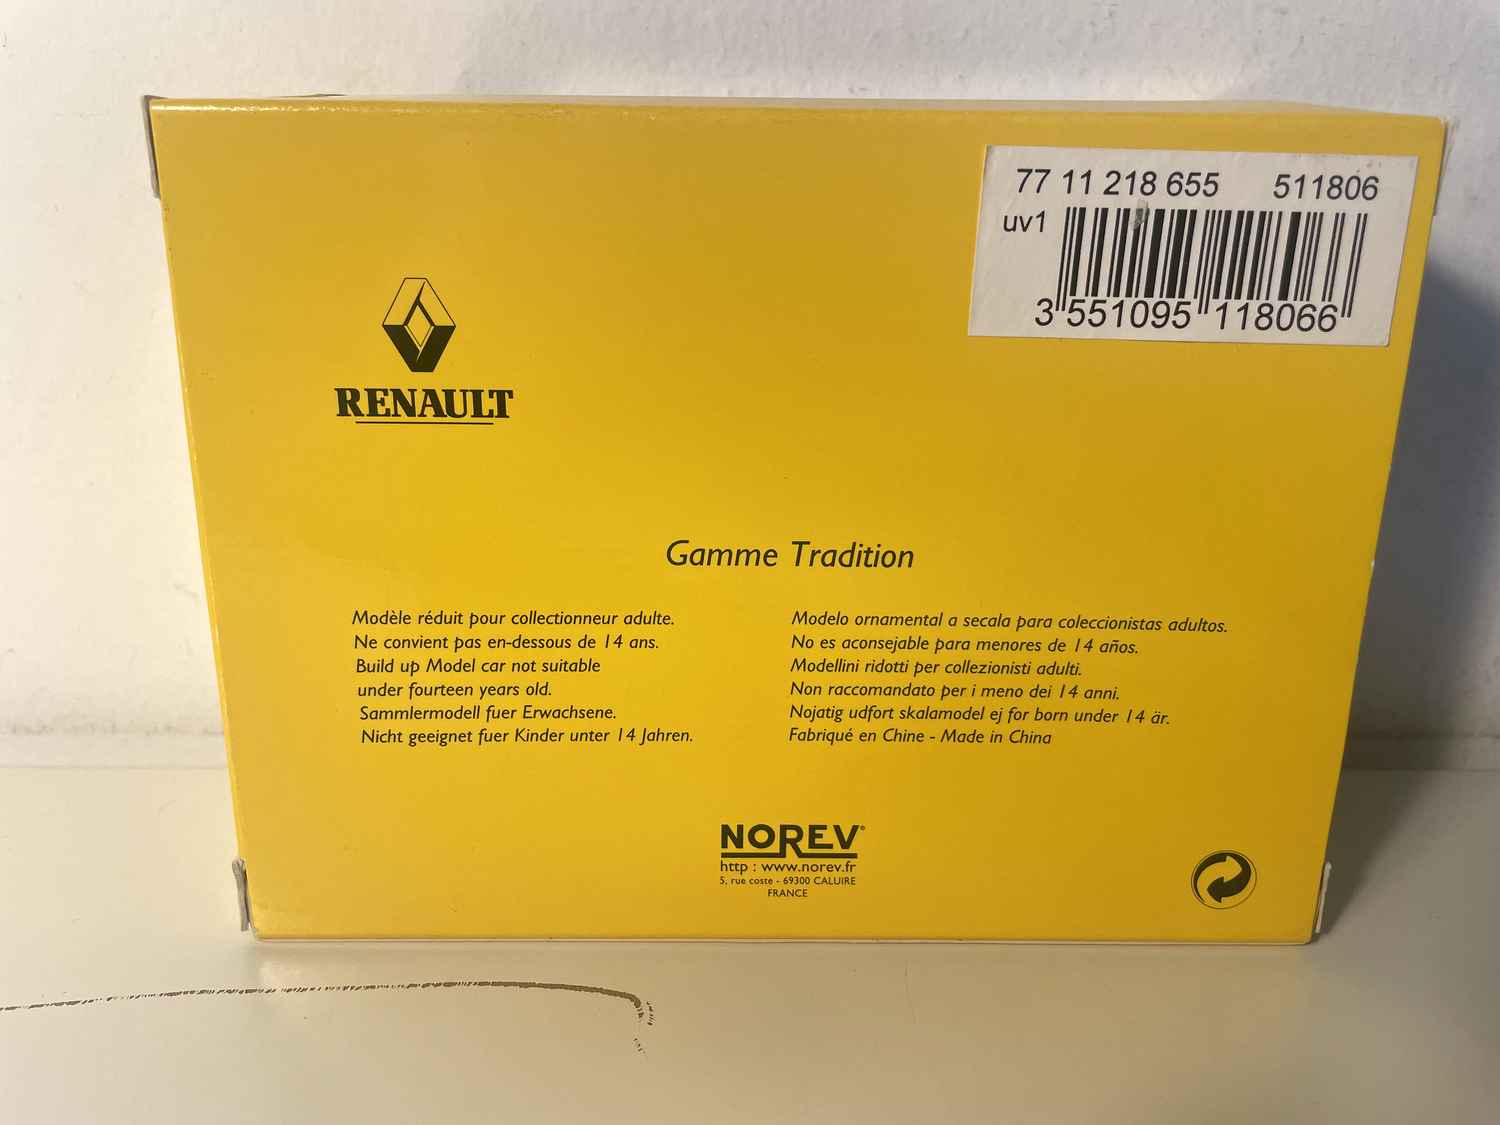 77 11 218 655 511806
uv1
3 551095 118066
RENAULT
Gamme Tradition
Modèle réduit pour collectionneur adulte.
Ne convient pas en-dessous de 14 ans.
Build up Model car not suitable
under fourteen years old.
Sammlermodell fuer Erwachsene.
Nicht geeignet fuer Kinder unter 14 Jahren.
Modelo ornamental a secala para coleccionistas adultos.
No es aconsejable para menores de 14 años.
Modellini ridotti per collezionisti adulti.
Non raccomandato per i meno dei 14 anni.
Nojatig udfort skalamodel ej for born under 14 är.
Fabriqué en Chine - Made in China
NOREV®
http : www.norev.fr
5, rue coste - 69300 CALUIRE
FRANCE